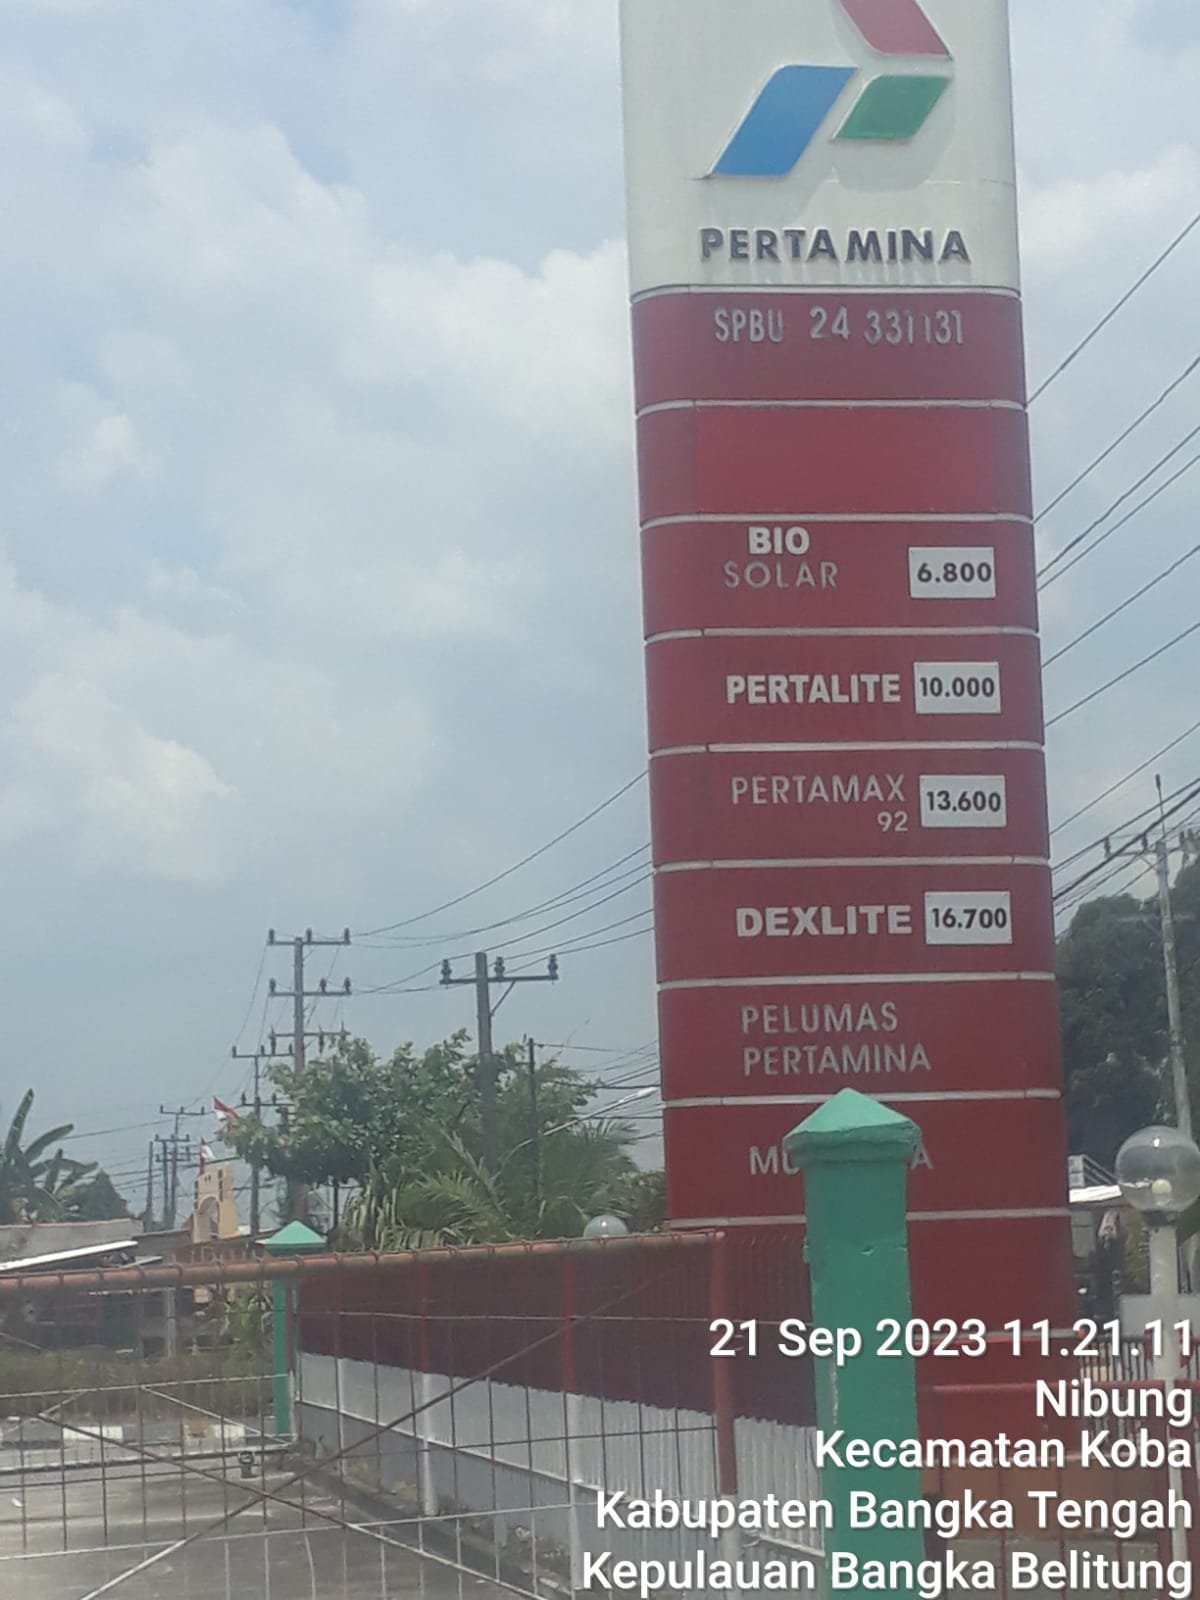 PERTAMINA
SPBU 24 331131
BIO
SOLAR 6.800
PERTALITE 10.000
PERTAMAX 13.600
92
DEXLITE 16.700
PELUMAS
PERTAMINA
21 Sep 2023 11.21.11
Nibung
Kecamatan Koba
Kabupaten Bangka Tengah
Kepulauan Bangka Belitung